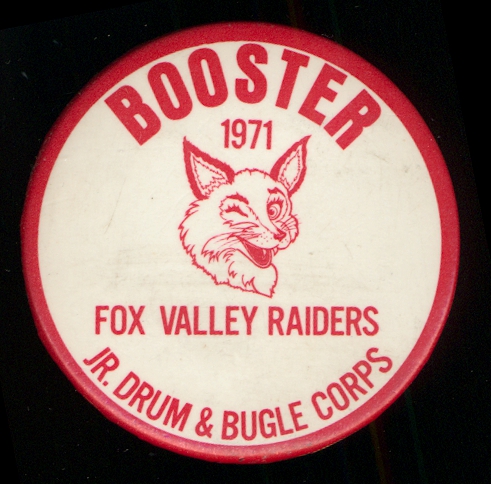 BOOSTER
1971
FOX VALLEY RAIDERS
JR. DRUM & BUGLE CORPS